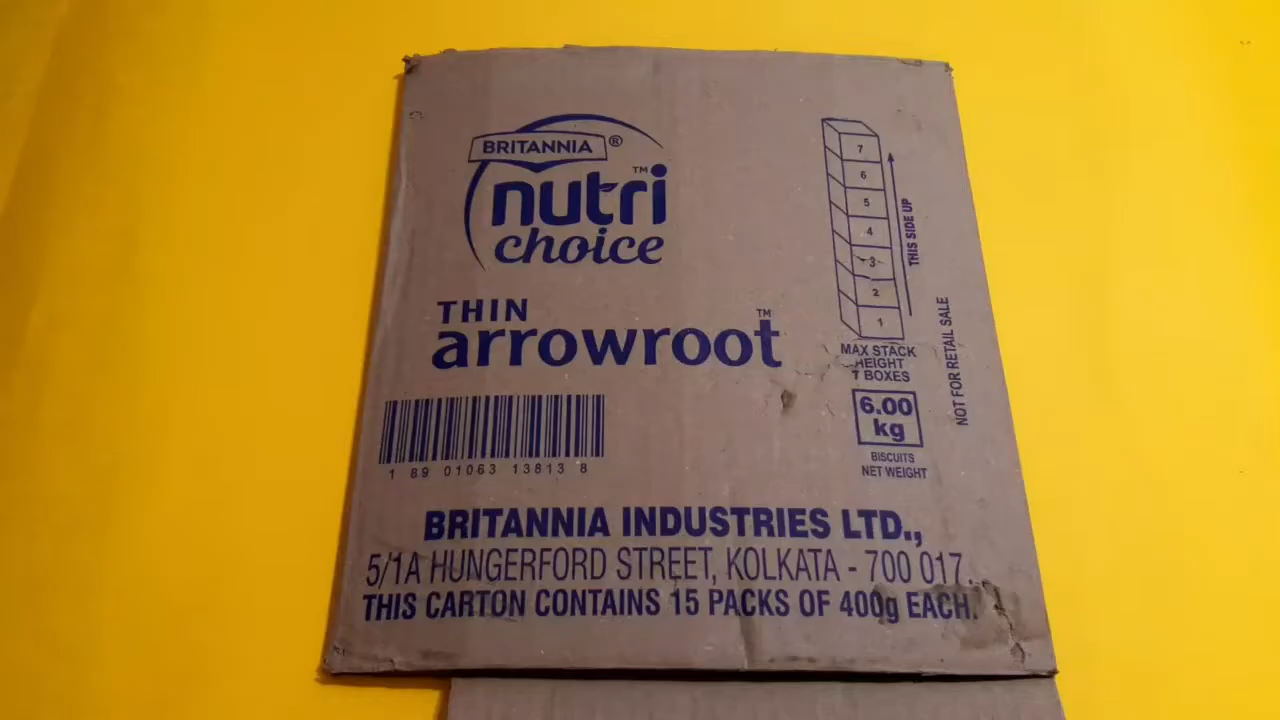 BRITANNIA ®
nutri™
choice
THIN
arrowroot™
1 89 01063 13813 8
7
6
5
4
3
2
1
THIS SIDE UP
MAX STACK
HEIGHT
7 BOXES
NOT FOR RETAIL SALE
6.00
kg
BISCUITS
NET WEIGHT
BRITANNIA INDUSTRIES LTD.,
5/1A HUNGERFORD STREET, KOLKATA - 700 017.
THIS CARTON CONTAINS 15 PACKS OF 400g EACH.